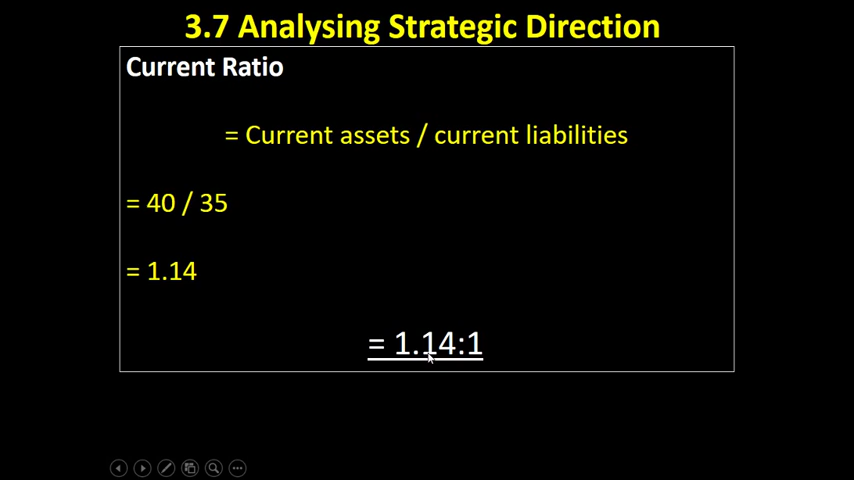 3.7 Analysing Strategic Direction
Current Ratio
= Current assets / current liabilities
= 40 / 35
= 1.14
= 1.14:1